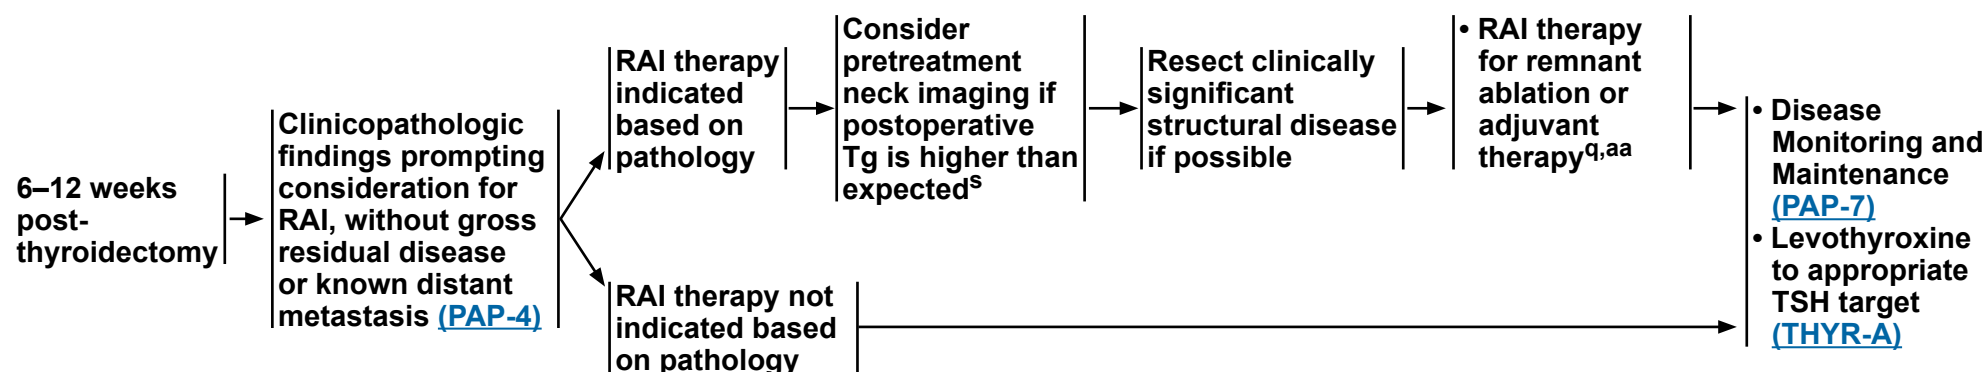 6–12 weeks
post-
thyroidectomy
Clinicopathologic
findings prompting
consideration for
RAI, without gross
residual disease
or known distant
metastasis (PAP-4)
RAI therapy
indicated
based on
pathology
Consider
pretreatment
neck imaging if
postoperative
Tg is higher than
expectedˢ
Resect clinically
significant
structural disease
if possible
• RAI therapy
for remnant
ablation or
adjuvant
therapy^q,aa
RAI therapy not
indicated based
on pathology
• Disease
Monitoring and
Maintenance
(PAP-7)
• Levothyroxine
to appropriate
TSH target
(THYR-A)